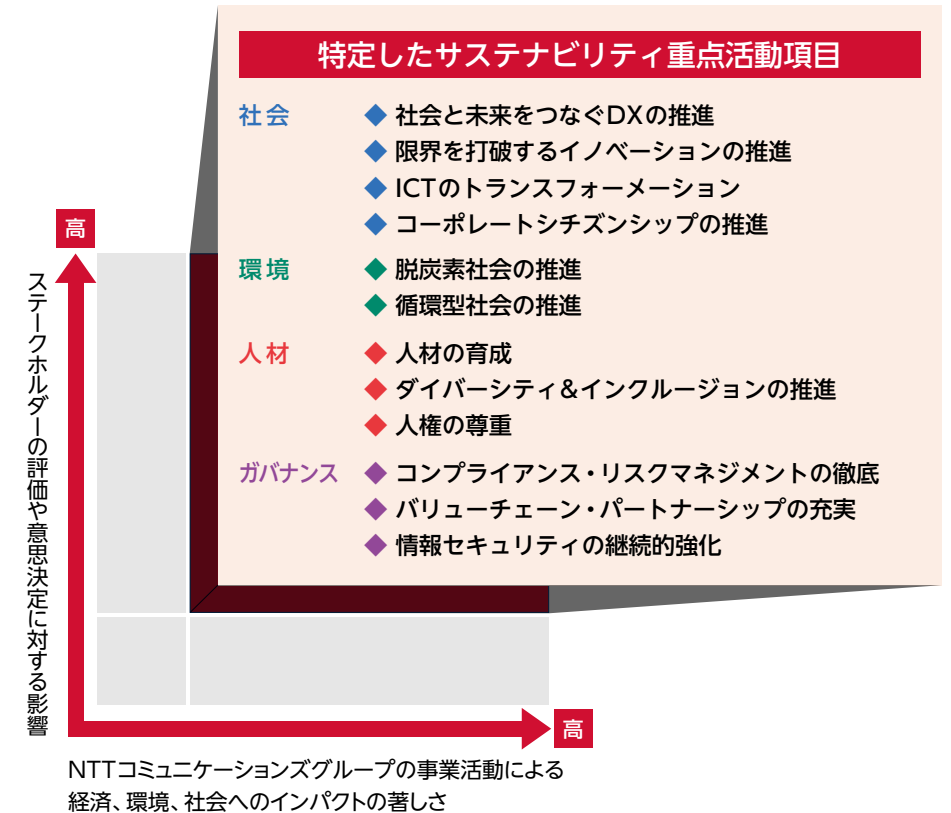 特定したサステナビリティ重点活動項目
社会
◆ 社会と未来をつなぐDXの推進
◆ 限界を打破するイノベーションの推進
◆ ICTのトランスフォーメーション
◆ コーポレートシチズンシップの推進
環境
◆ 脱炭素社会の推進
◆ 循環型社会の推進
人材
◆ 人材の育成
◆ ダイバーシティ&インクルージョンの推進
◆ 人権の尊重
ガバナンス
◆ コンプライアンス・リスクマネジメントの徹底
◆ バリューチェーン・パートナーシップの充実
◆ 情報セキュリティの継続的強化
高
ステークホルダーの評価や意思決定に対する影響
高
NTTコミュニケーションズグループの事業活動による
経済、環境、社会へのインパクトの著しさ